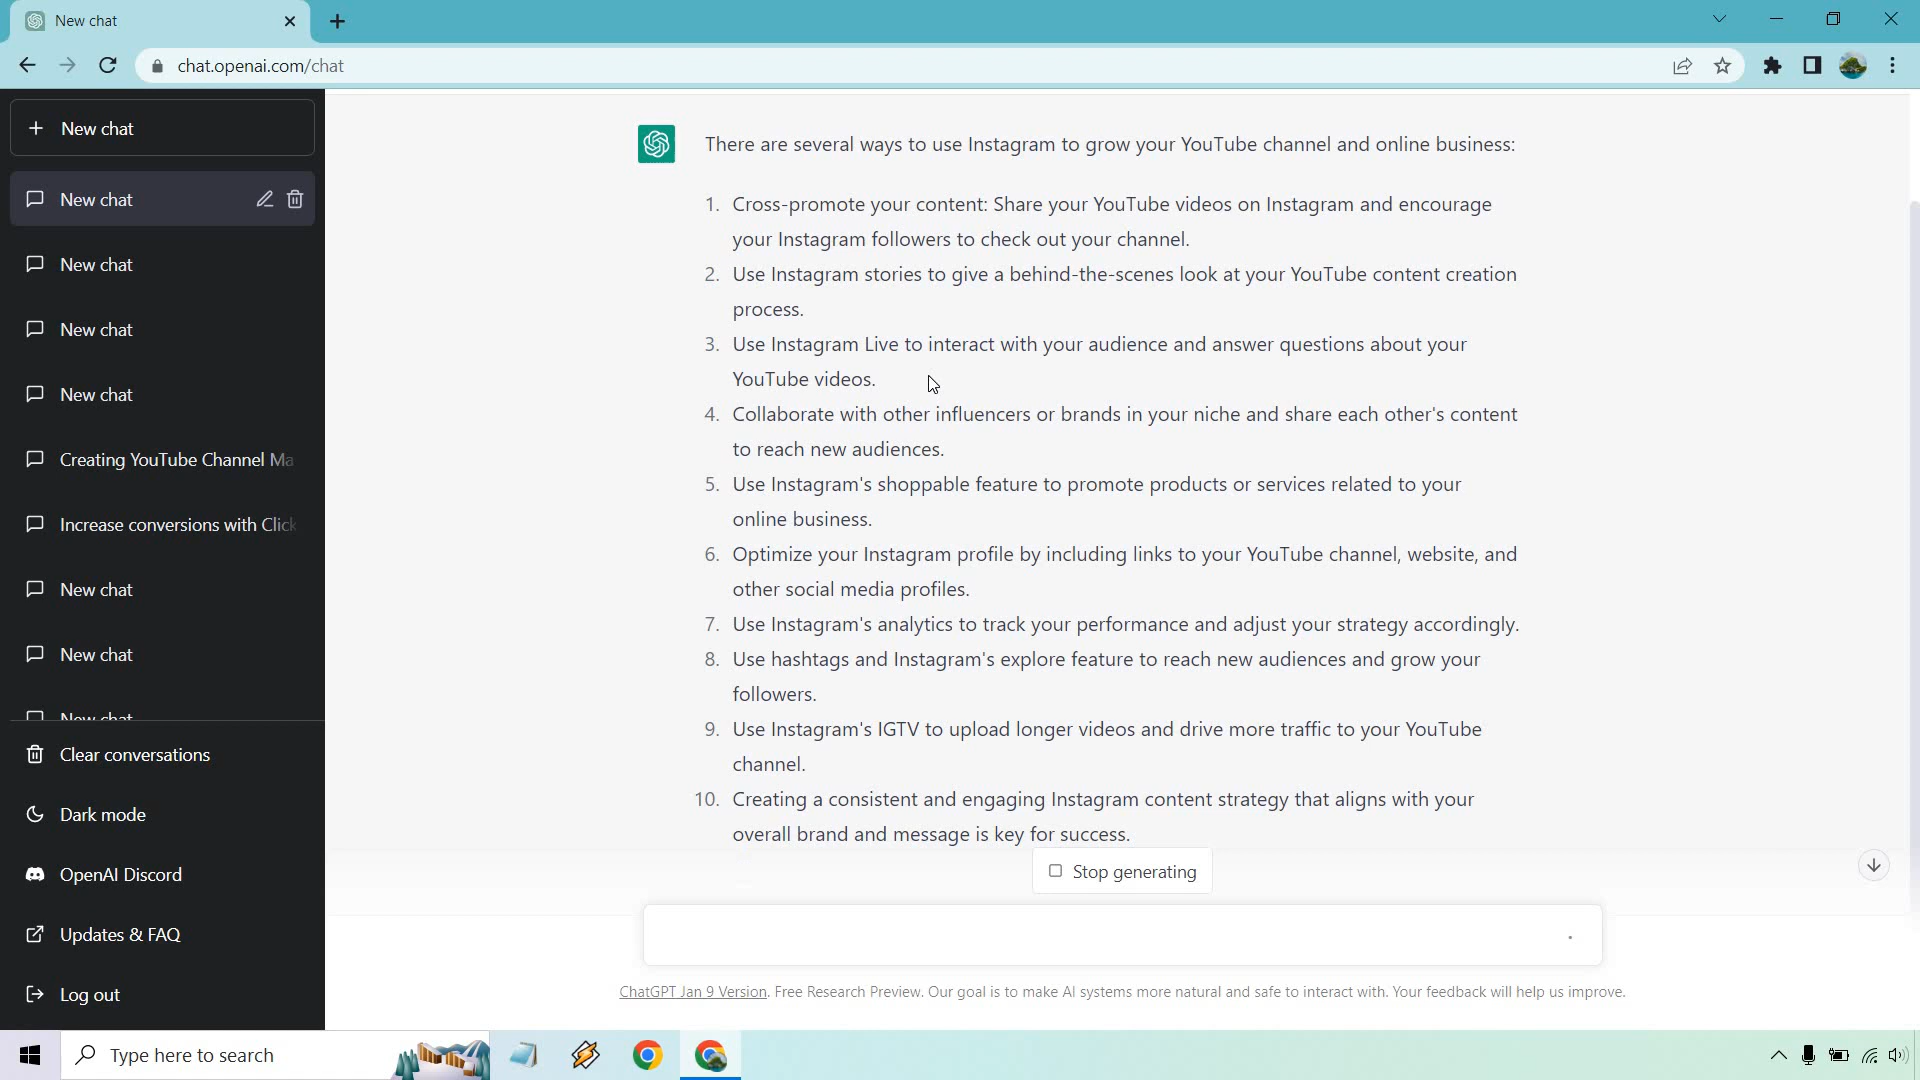 New chat
chat.openai.com/chat
New chat
New chat
New chat
New chat
New chat
Creating YouTube Channel Ma
Increase conversions with Click
New chat
New chat
New chat
Clear conversations
Dark mode
OpenAI Discord
Updates & FAQ
Log out
There are several ways to use Instagram to grow your YouTube channel and online business:
1. Cross-promote your content: Share your YouTube videos on Instagram and encourage
your Instagram followers to check out your channel.
2. Use Instagram stories to give a behind-the-scenes look at your YouTube content creation
process.
3. Use Instagram Live to interact with your audience and answer questions about your
YouTube videos.
4. Collaborate with other influencers or brands in your niche and share each other's content
to reach new audiences.
5. Use Instagram's shoppable feature to promote products or services related to your
online business.
6. Optimize your Instagram profile by including links to your YouTube channel, website, and
other social media profiles.
7. Use Instagram's analytics to track your performance and adjust your strategy accordingly.
8. Use hashtags and Instagram's explore feature to reach new audiences and grow your
followers.
9. Use Instagram's IGTV to upload longer videos and drive more traffic to your YouTube
channel.
10. Creating a consistent and engaging Instagram content strategy that aligns with your
overall brand and message is key for success.
Stop generating
ChatGPT Jan 9 Version. Free Research Preview. Our goal is to make AI systems more natural and safe to interact with. Your feedback will help us improve.
Type here to search